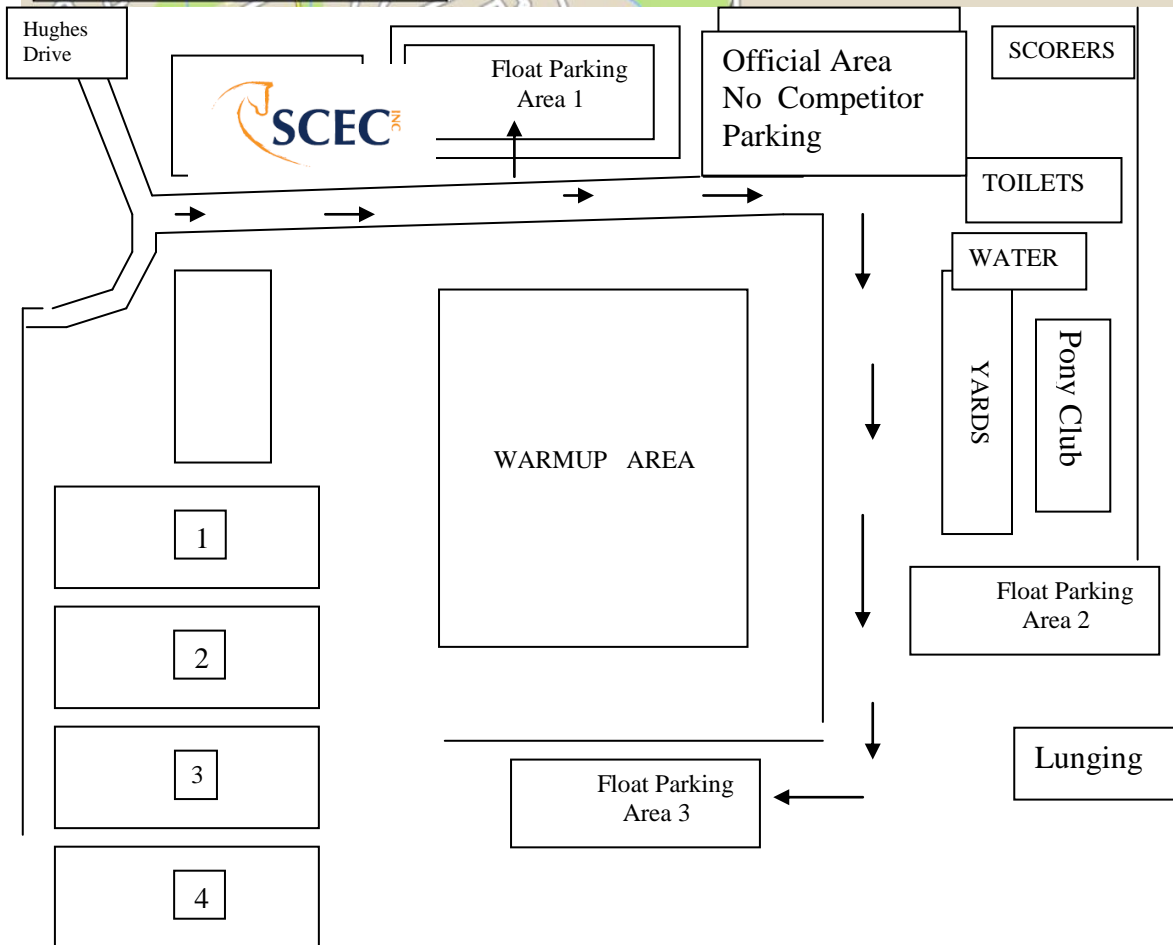 Hughes
Drive
SCEC INC
Float Parking
Area 1
Official Area
No Competitor
Parking
SCORERS
TOILETS
WATER
YARDS
Pony Club
WARMUP AREA
1
2
3
4
Float Parking
Area 2
Lunging
Float Parking
Area 3